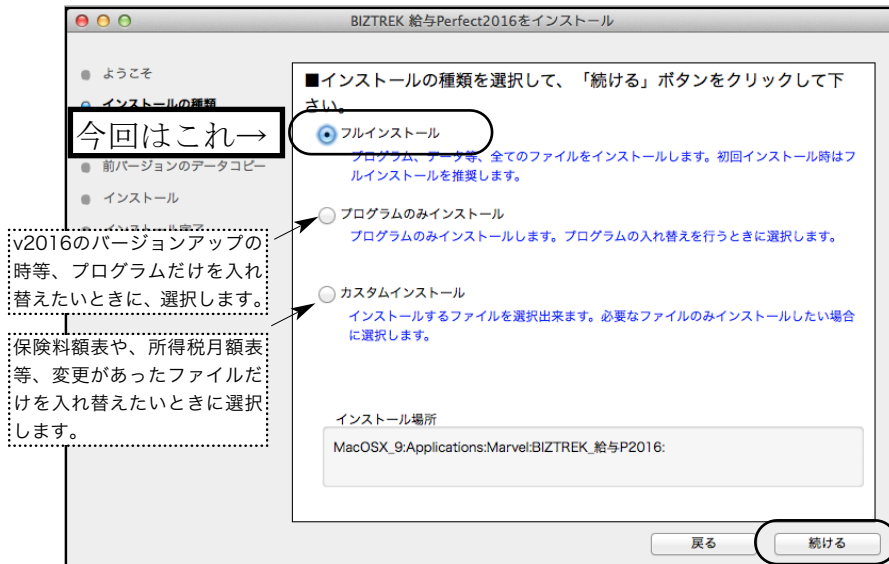 BIZTREK 給与Perfect2016をインストール
ようこそ
インストールの種類
今回はこれ→
前バージョンのデータコピー
インストール
インストール完了
■インストールの種類を選択して、「続ける」ボタンをクリックして下
さい。
フルインストール
プログラム、データ等、全てのファイルをインストールします。初回インストール時はフ
ルインストールを推奨します。
プログラムのみインストール
プログラムのみインストールします。プログラムの入れ替えを行うときに選択します。
カスタムインストール
インストールするファイルを選択出来ます。必要なファイルのみインストールしたい場合
に選択します。
v2016のバージョンアップの
時等、プログラムだけを入れ
替えたいときに、選択します。
保険料額表や、所得税月額表
等、変更があったファイルだ
けを入れ替えたいときに選択
します。
インストール場所
MacOSX_9:Applications:Marvel:BIZTREK_給与P2016:
戻る
続ける